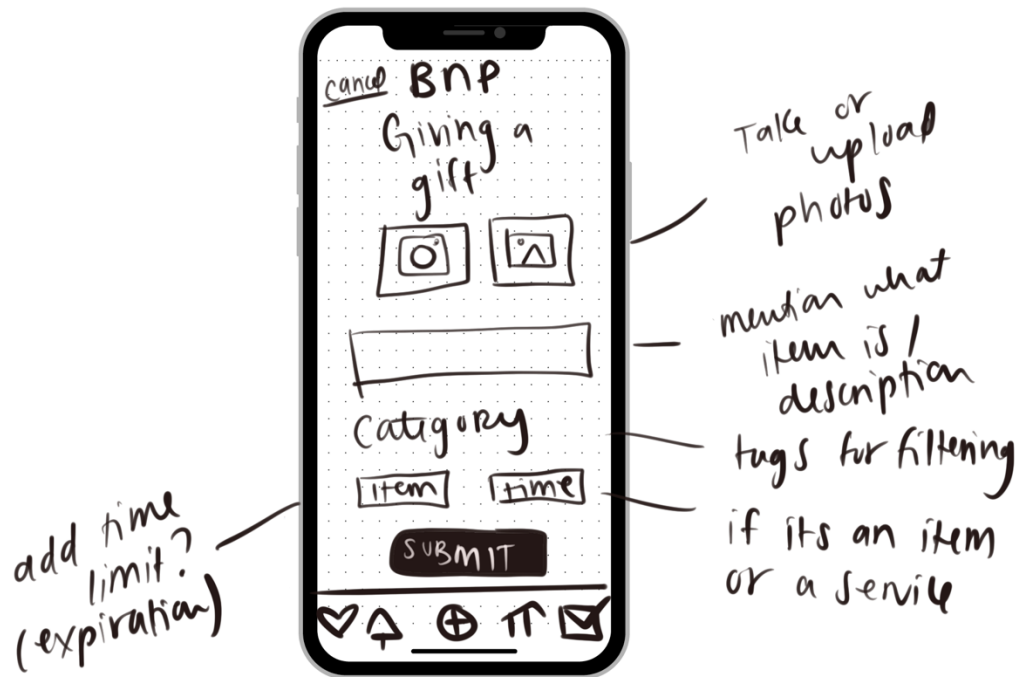 cancel BNP
Giving a
gift
Category
item time
SUBMIT
Take or
upload
photos
mention what
item is /
description
tags for filtering
if its an item
or a service
add time
limit?
(expiration)